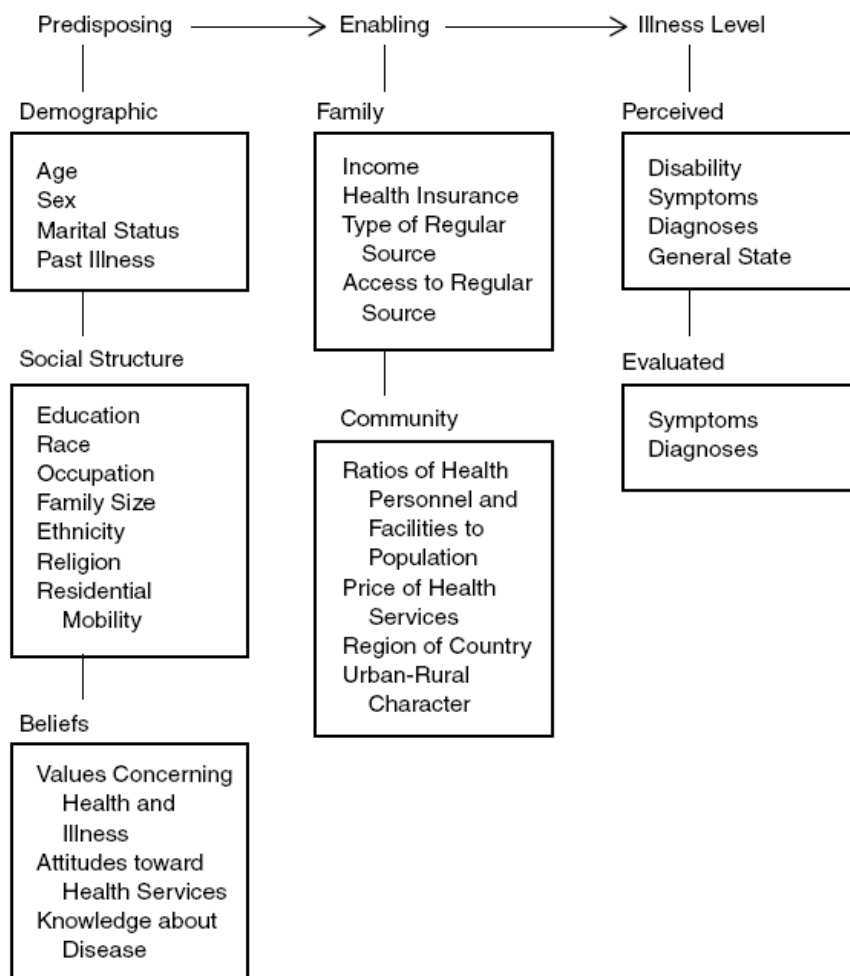 Predisposing
Enabling
Illness Level
Demographic
Age
Sex
Marital Status
Past Illness
Social Structure
Education
Race
Occupation
Family Size
Ethnicity
Religion
Residential
Mobility
Beliefs
Values Concerning
Health and
Illness
Attitudes toward
Health Services
Knowledge about
Disease
Family
Income
Health Insurance
Type of Regular
Source
Access to Regular
Source
Community
Ratios of Health
Personnel and
Facilities to
Population
Price of Health
Services
Region of Country
Urban-Rural
Character
Perceived
Disability
Symptoms
Diagnoses
General State
Evaluated
Symptoms
Diagnoses